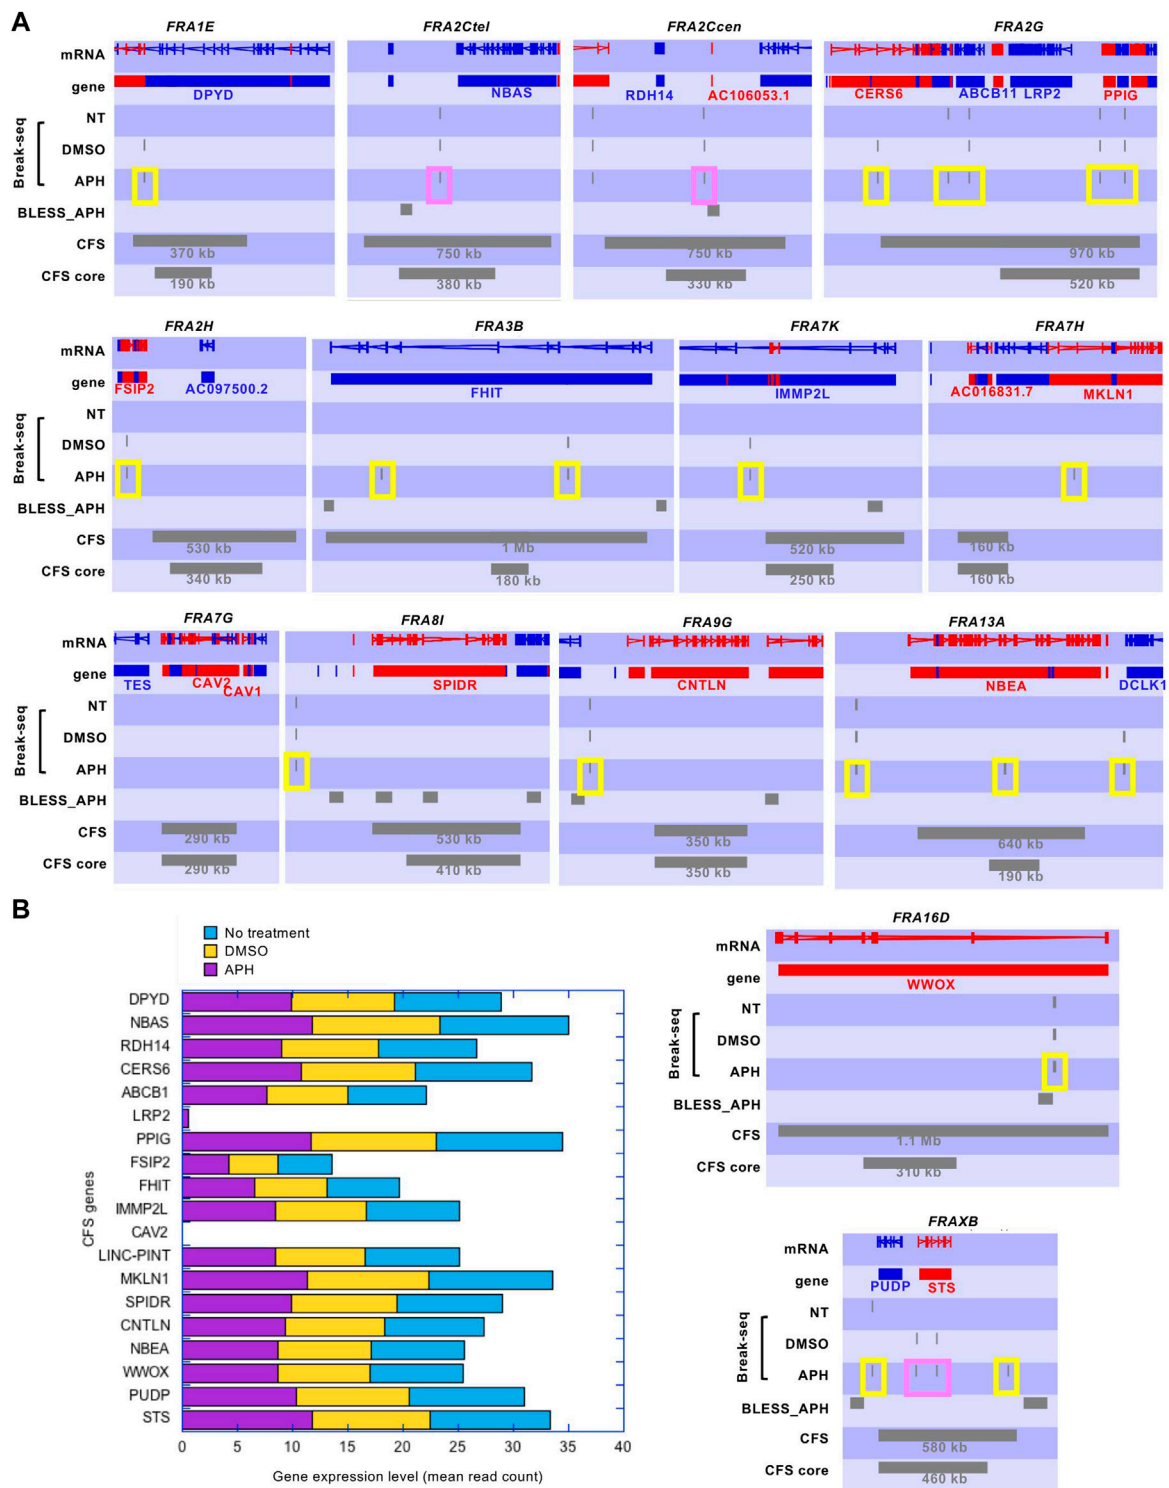 A
FRA1E FRA2Ctel FRA2Ccen FRA2G
mRNA
gene
DPYD NBAS RDH14 AC106053.1 CERS6 ABCB11 LRP2 PPIG
Break-seq
NT
DMSO
APH
BLESS_APH
CFS
370 kb 750 kb 750 kb 970 kb
CFS core
190 kb 380 kb 330 kb 520 kb
FRA2H FRA3B FRA7K FRA7H
mRNA
gene
FSIP2 AC097500.2 FHIT IMMP2L AC016831.7 MKLN1
Break-seq
NT
DMSO
APH
BLESS_APH
CFS
530 kb 1 Mb 520 kb 160 kb
CFS core
340 kb 180 kb 250 kb 160 kb
FRA7G FRA8I FRA9G FRA13A
mRNA
gene
TES CAV2 CAV1 SPIDR CNTLN NBEA DCLK1
Break-seq
NT
DMSO
APH
BLESS_APH
CFS
290 kb 530 kb 350 kb 640 kb
CFS core
290 kb 410 kb 350 kb 190 kb
B
No treatment
DMSO
APH
CFS genes
DPYD
NBAS
RDH14
CERS6
ABCB1
LRP2
PPIG
FSIP2
FHIT
IMMP2L
CAV2
LINC-PINT
MKLN1
SPIDR
CNTLN
NBEA
WWOX
PUDP
STS
0 5 10 15 20 25 30 35 40
Gene expression level (mean read count)
FRA16D
mRNA
gene
WWOX
Break-seq
NT
DMSO
APH
BLESS_APH
CFS
1.1 Mb
CFS core
310 kb
FRAXB
mRNA
gene
PUDP STS
Break-seq
NT
DMSO
APH
BLESS_APH
CFS
580 kb
CFS core
460 kb